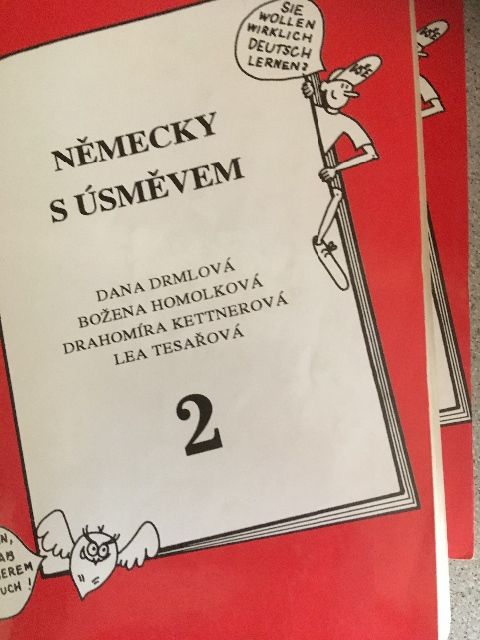 SIE
WOLLEN
WIRKLICH
DEUTSCH
LERNEN?
NĚMECKY
S ÚSMĚVEM
DANA DRMLOVÁ
BOŽENA HOMOLKOVÁ
DRAHOMÍRA KETTNEROVÁ
LEA TESAŘOVÁ
2